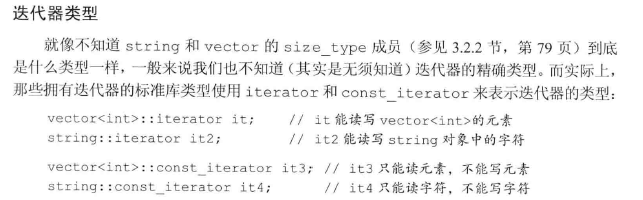 迭代器类型
就像不知道 string 和 vector 的 size_type 成员（参见 3.2.2 节，第 79 页）到底
是什么类型一样，一般来说我们也不知道（其实是无须知道）迭代器的精确类型。而实际上，
那些拥有迭代器的标准库类型使用 iterator 和 const_iterator 来表示迭代器的类型：
vector<int>::iterator it; // it 能读写 vector<int>的元素
string::iterator it2; // it2 能读写 string 对象中的字符
vector<int>::const_iterator it3; // it3 只能读元素，不能写元素
string::const_iterator it4; // it4 只能读字符，不能写字符